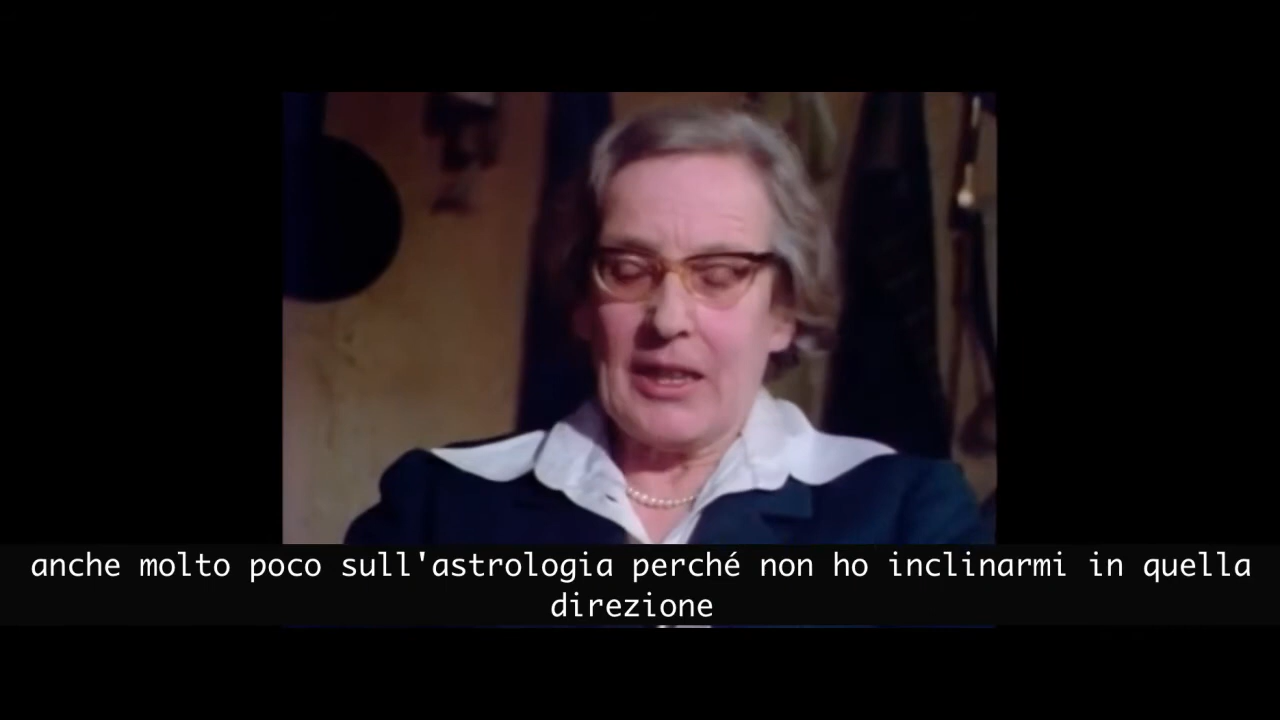 anche molto poco sull'astrologia perché non ho inclinarmi in quella
direzione